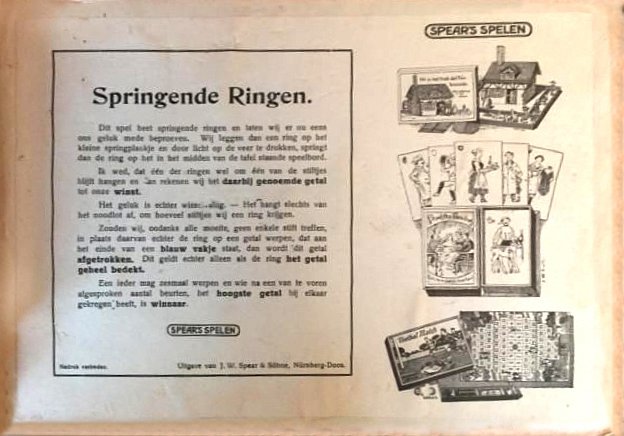 Springende Ringen.
Dit spel heet springende ringen en laten wij er nu eens
ons geluk mede beproeven. Wij leggen dan een ring op het
kleine springplankje en door licht op de veer te drukken, springt
dan de ring op het in het midden van de tafel staande speelbord.
Ik wed, dat één der ringen wel om één van de stiftjes
blijft hangen en dan rekenen wij het daarbij genoemde getal
tot onze winst.
Het geluk is echter — Het hangt slechts van
het noodlot af, om hoeveel stiftjes wij een ring krijgen.
Zouden wij, ondanks alle moeite, geen enkele stift treffen,
in plaats daarvan echter de ring op een getal werpen, dat aan
het einde van een blauw vakje staat, dan wordt dit getal
afgetrokken. Dit geldt echter alleen als de ring het getal
geheel bedekt.
Een ieder mag zesmaal werpen en wie na een van te voren
afgesproken aantal beurten, het hoogste getal bij elkaar
gekregen heeft, is winnaar.
SPEAR'S SPELEN
Nadruk verboden.
Uitgave van J. W. Spear & Söhne, Nürnberg-Doos.
SPEAR'S SPELEN
Voetbal Match